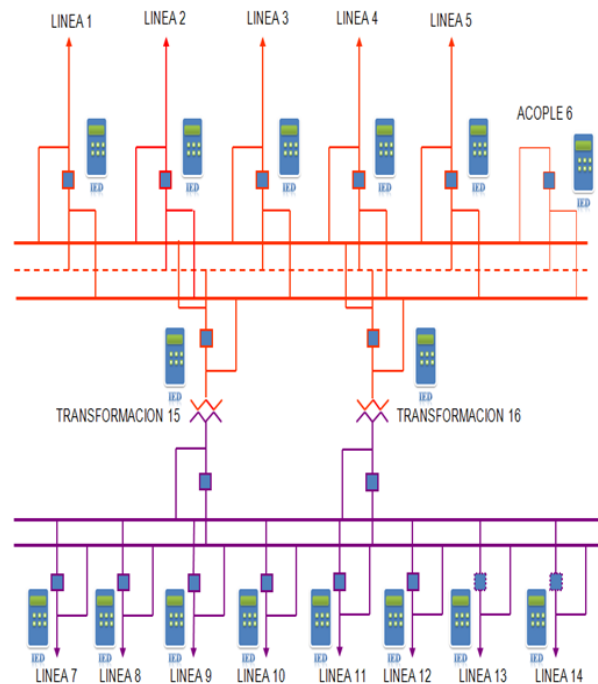 LINEA 1
LINEA 2
LINEA 3
LINEA 4
LINEA 5
ACOPLE 6
IED
IED
IED
IED
IED
IED
IED
IED
TRANSFORMACION 15
TRANSFORMACION 16
IED
IED
IED
IED
IED
IED
IED
IED
LINEA 7
LINEA 8
LINEA 9
LINEA 10
LINEA 11
LINEA 12
LINEA 13
LINEA 14